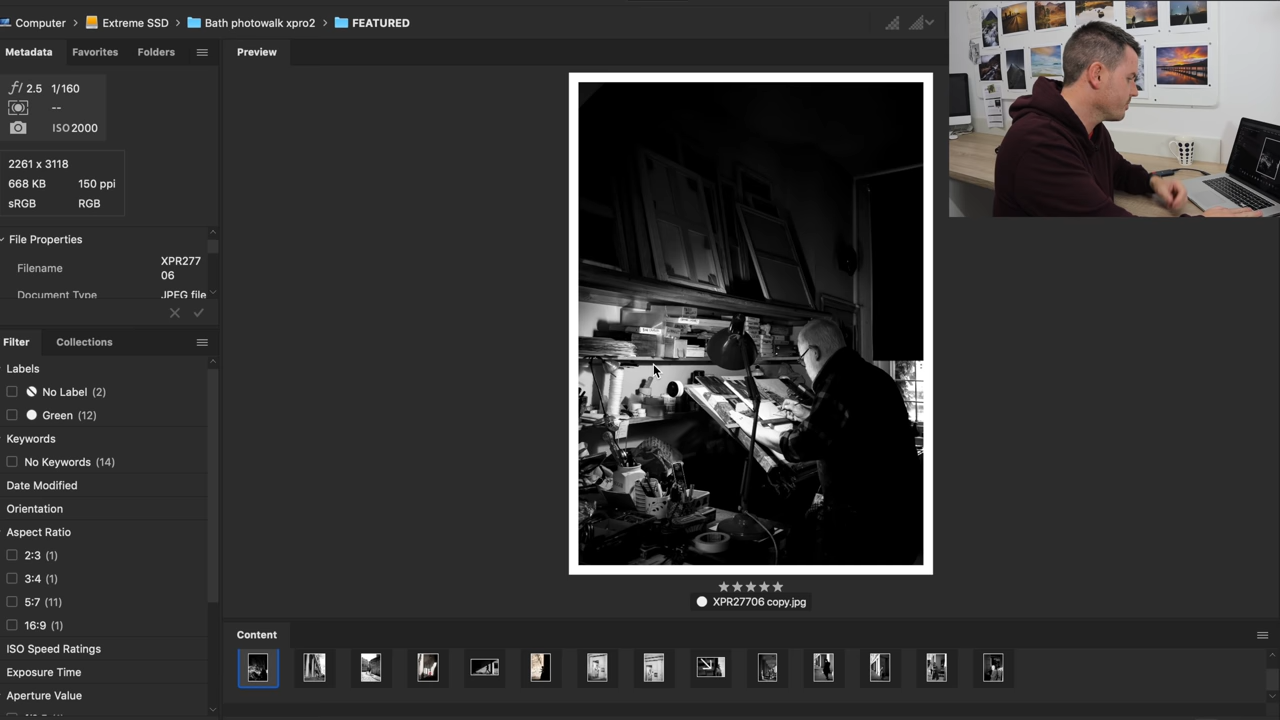 Computer > Extreme SSD > Bath photowalk xpro2 > FEATURED
Metadata Favorites Folders
Preview
f/ 2.5 1/160
--
ISO 2000
2261 x 3118
668 KB 150 ppi
sRGB RGB
File Properties
Filename XPR277
06
Document Type JPEG file
Filter Collections
Labels
No Label (2)
Green (12)
Keywords
No Keywords (14)
Date Modified
Orientation
Aspect Ratio
2:3 (1)
3:4 (1)
5:7 (11)
16:9 (1)
ISO Speed Ratings
Exposure Time
Aperture Value
XPR27706 copy.jpg
Content